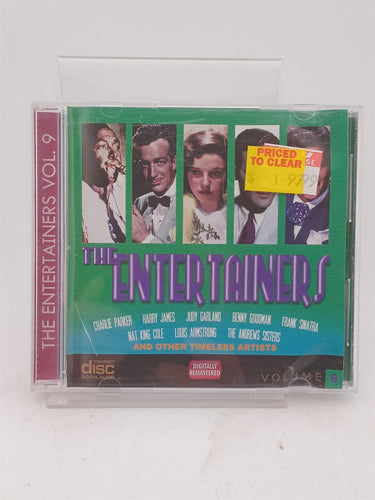 THE ENTERTAINERS VOL. 9
PRICED
TO CLEAR
THE
ENTERTAINERS
CHARLIE PARKER HARRY JAMES JUDY GARLAND BENNY GOODMAN FRANK SINATRA
NAT KING COLE LOUIS ARMSTRONG THE ANDREWS SISTERS
AND OTHER TIMELESS ARTISTS
COMPACT
disc
DIGITAL AUDIO
DIGITALLY
REMASTERED
VOLUME 9